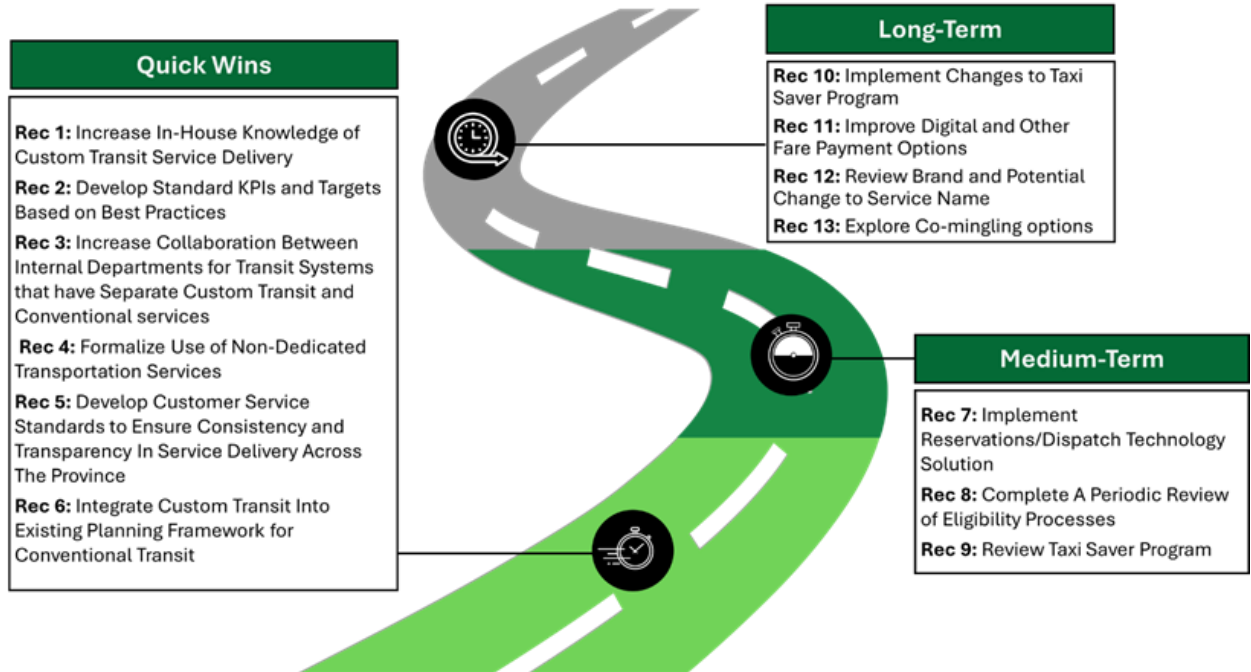 Quick Wins
Rec 1: Increase In-House Knowledge of
Custom Transit Service Delivery
Rec 2: Develop Standard KPIs and Targets
Based on Best Practices
Rec 3: Increase Collaboration Between
Internal Departments for Transit Systems
that have Separate Custom Transit and
Conventional services
Rec 4: Formalize Use of Non-Dedicated
Transportation Services
Rec 5: Develop Customer Service
Standards to Ensure Consistency and
Transparency In Service Delivery Across
The Province
Rec 6: Integrate Custom Transit Into
Existing Planning Framework for
Conventional Transit
Long-Term
Rec 10: Implement Changes to Taxi
Saver Program
Rec 11: Improve Digital and Other
Fare Payment Options
Rec 12: Review Brand and Potential
Change to Service Name
Rec 13: Explore Co-mingling options
Medium-Term
Rec 7: Implement
Reservations/Dispatch Technology
Solution
Rec 8: Complete A Periodic Review
of Eligibility Processes
Rec 9: Review Taxi Saver Program